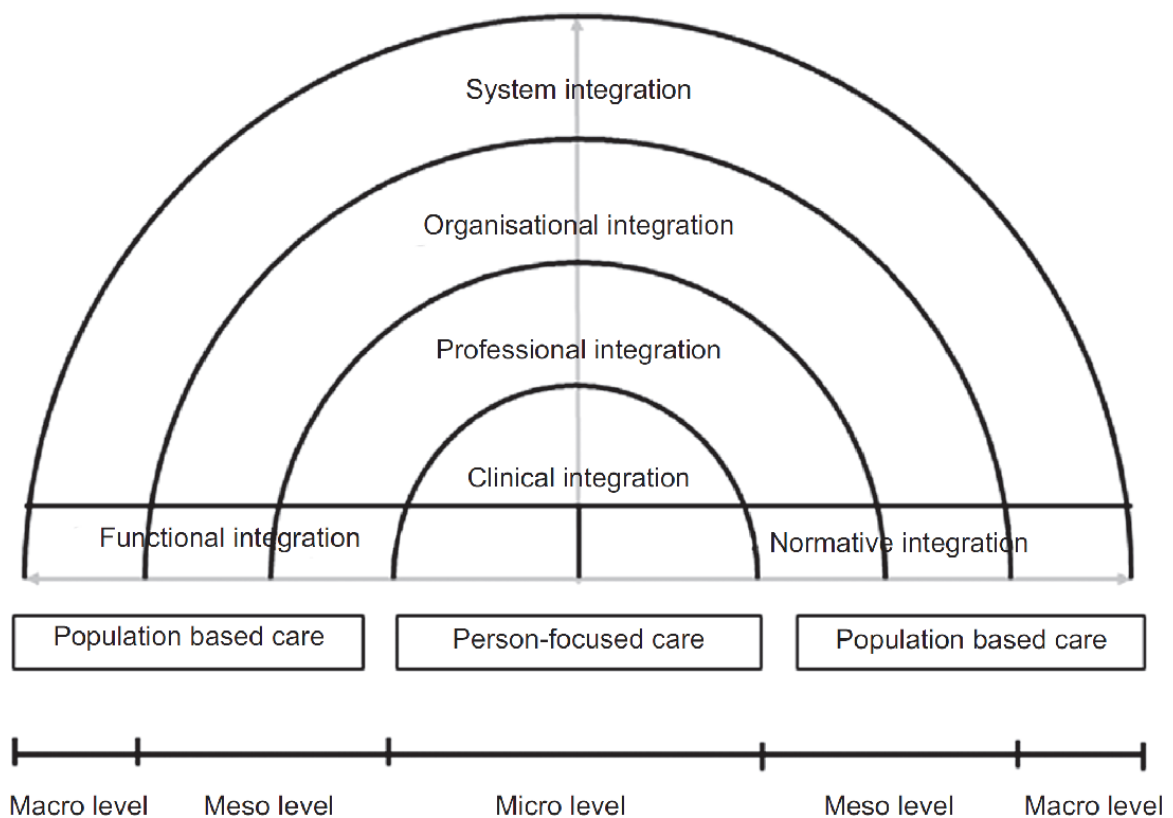 System integration
Organisational integration
Professional integration
Clinical integration
Functional integration
Normative integration
Population based care
Person-focused care
Population based care
Macro level
Meso level
Micro level
Meso level
Macro level